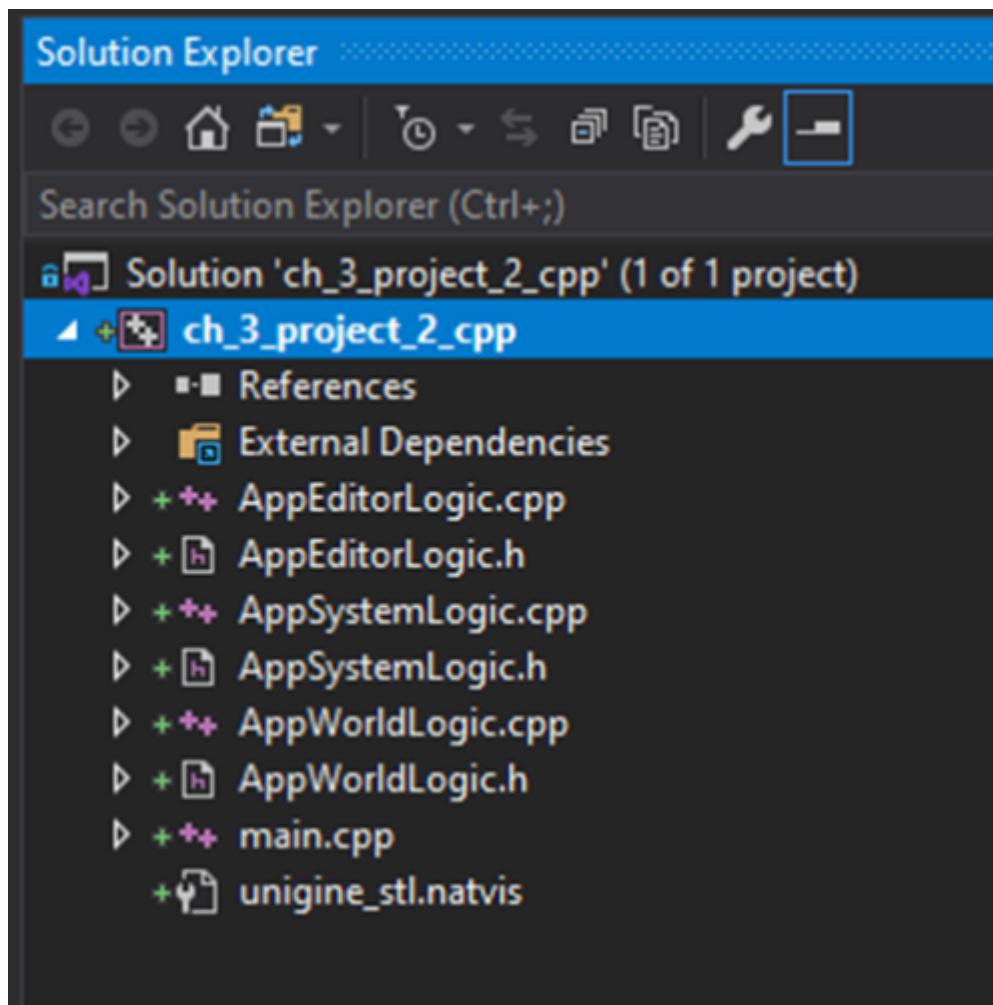 Solution Explorer
Search Solution Explorer (Ctrl+;)
Solution 'ch_3_project_2_cpp' (1 of 1 project)
ch_3_project_2_cpp
References
External Dependencies
AppEditorLogic.cpp
AppEditorLogic.h
AppSystemLogic.cpp
AppSystemLogic.h
AppWorldLogic.cpp
AppWorldLogic.h
main.cpp
unigine_stl.natvis